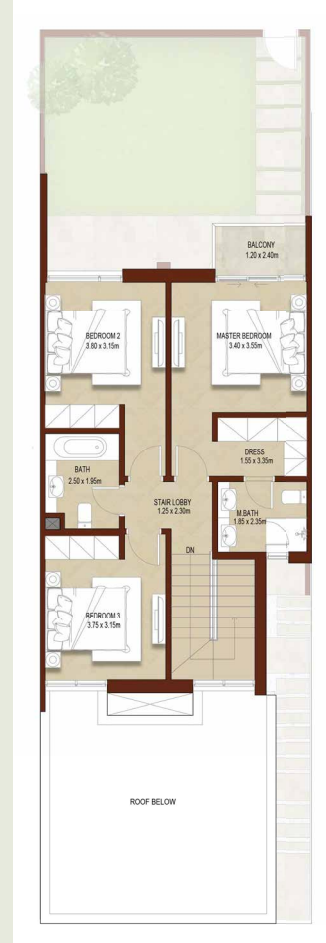 BALCONY
1.20 x 2.40m
BEDROOM 2
3.80 x 3.15m
MASTER BEDROOM
3.40 x 3.55m
DRESS
1.55 x 3.35m
BATH
2.50 x 1.95m
STAIR LOBBY
1.25 x 2.30m
M.BATH
1.85 x 2.35m
DN
BEDROOM 3
3.75 x 3.15m
ROOF BELOW